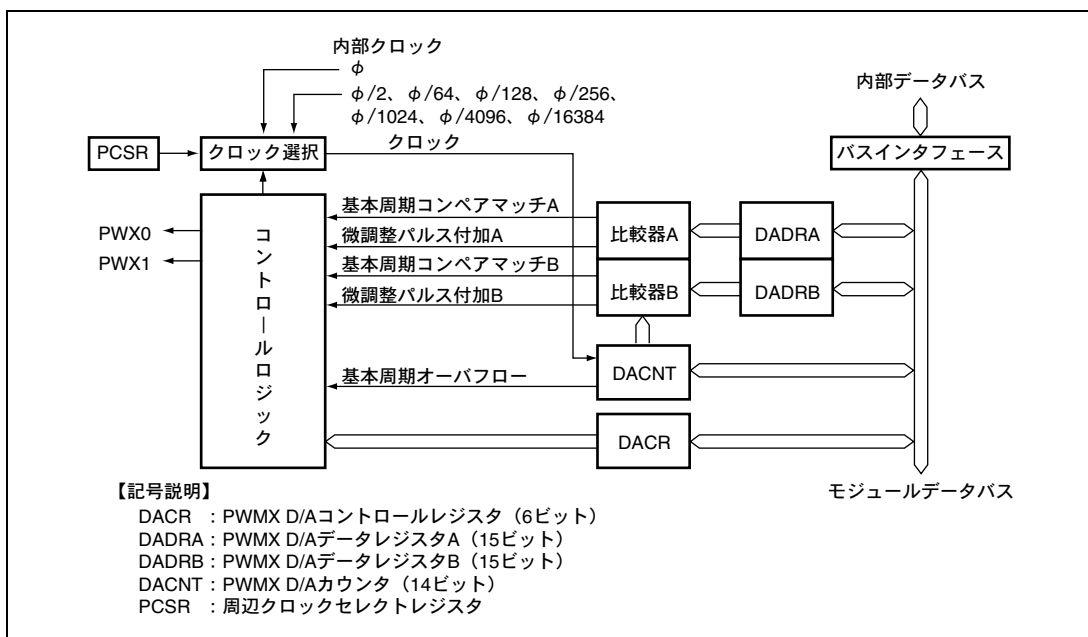 内部クロック
φ
φ/2、φ/64、φ/128、φ/256、
φ/1024、φ/4096、φ/16384
内部データバス
PCSR
クロック選択
クロック
バスインタフェース
コントロールロジック
PWX0
PWX1
基本周期コンペアマッチA
微調整パルス付加A
基本周期コンペアマッチB
微調整パルス付加B
比較器A
DADRA
比較器B
DADRB
基本周期オーバフロー
DACNT
DACR
モジュールデータバス
【記号説明】
DACR :PWMX D/Aコントロールレジスタ(6ビット)
DADRA:PWMX D/AデータレジスタA(15ビット)
DADRB:PWMX D/AデータレジスタB(15ビット)
DACNT:PWMX D/Aカウンタ(14ビット)
PCSR :周辺クロックセレクトレジスタ